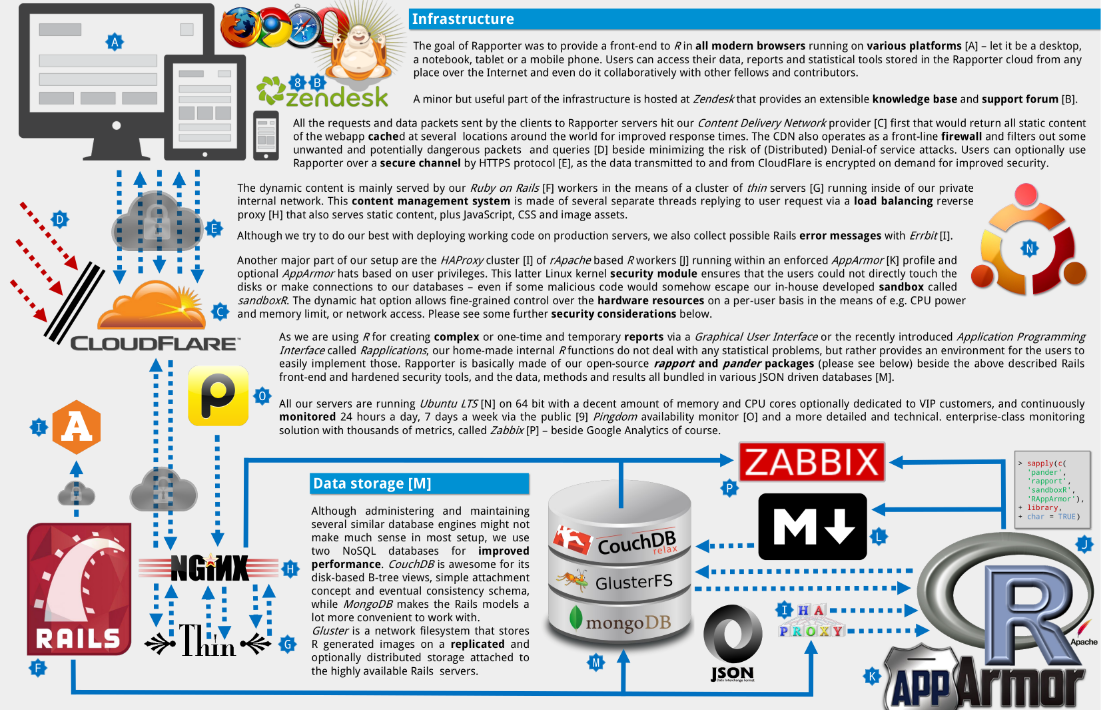 Infrastructure
The goal of Rapporter was to provide a front-end to R in all modern browsers running on various platforms [A] – let it be a desktop,
a notebook, tablet or a mobile phone. Users can access their data, reports and statistical tools stored in the Rapporter cloud from any
place over the Internet and even do it collaboratively with other fellows and contributors.
A minor but useful part of the infrastructure is hosted at Zendesk that provides an extensible knowledge base and support forum [B].
A
8 B
zendesk
All the requests and data packets sent by the clients to Rapporter servers hit our Content Delivery Network provider [C] first that would return all static content
of the webapp cached at several locations around the world for improved response times. The CDN also operates as a front-line firewall and filters out some
unwanted and potentially dangerous packets and queries [D] beside minimizing the risk of (Distributed) Denial-of service attacks. Users can optionally use
Rapporter over a secure channel by HTTPS protocol [E], as the data transmitted to and from CloudFlare is encrypted on demand for improved security.
The dynamic content is mainly served by our Ruby on Rails [F] workers in the means of a cluster of thin servers [G] running inside of our private
internal network. This content management system is made of several separate threads replying to user request via a load balancing reverse
proxy [H] that also serves static content, plus JavaScript, CSS and image assets.
Although we try to do our best with deploying working code on production servers, we also collect possible Rails error messages with Errbit [I].
D
E
N
Another major part of our setup are the HAProxy cluster [I] of rApache based R workers [J] running within an enforced AppArmor [K] profile and
optional AppArmor hats based on user privileges. This latter Linux kernel security module ensures that the users could not directly touch the
disks or make connections to our databases – even if some malicious code would somehow escape our in-house developed sandbox called
sandboxR. The dynamic hat option allows fine-grained control over the hardware resources on a per-user basis in the means of e.g. CPU power
and memory limit, or network access. Please see some further security considerations below.
C
CLOUDFLARE
As we are using R for creating complex or one-time and temporary reports via a Graphical User Interface or the recently introduced Application Programming
Interface called Rapplications, our home-made internal R functions do not deal with any statistical problems, but rather provides an environment for the users to
easily implement those. Rapporter is basically made of our open-source rapport and pander packages (please see below) beside the above described Rails
front-end and hardened security tools, and the data, methods and results all bundled in various JSON driven databases [M].
P
O
All our servers are running Ubuntu LTS [N] on 64 bit with a decent amount of memory and CPU cores optionally dedicated to VIP customers, and continuously
monitored 24 hours a day, 7 days a week via the public [9] Pingdom availability monitor [O] and a more detailed and technical. enterprise-class monitoring
solution with thousands of metrics, called Zabbix [P] – beside Google Analytics of course.
I
A
ZABBIX
P
> sapply(c(
'pander',
'rapport',
'sandboxR',
'RAppArmor'),
+ library,
+ char = TRUE)
Data storage [M]
Although administering and maintaining
several similar database engines might not
make much sense in most setup, we use
two NoSQL databases for improved
performance. CouchDB is awesome for its
disk-based B-tree views, simple attachment
concept and eventual consistency schema,
while MongoDB makes the Rails models a
lot more convenient to work with.
Gluster is a network filesystem that stores
R generated images on a replicated and
optionally distributed storage attached to
the highly available Rails servers.
M
L
J
CouchDB
relax
GlusterFS
mongoDB
M
NGiNX
H
RAILS
F
Thin
G
JSON
I
HA
PROXY
R
Apache
K
APPArmor